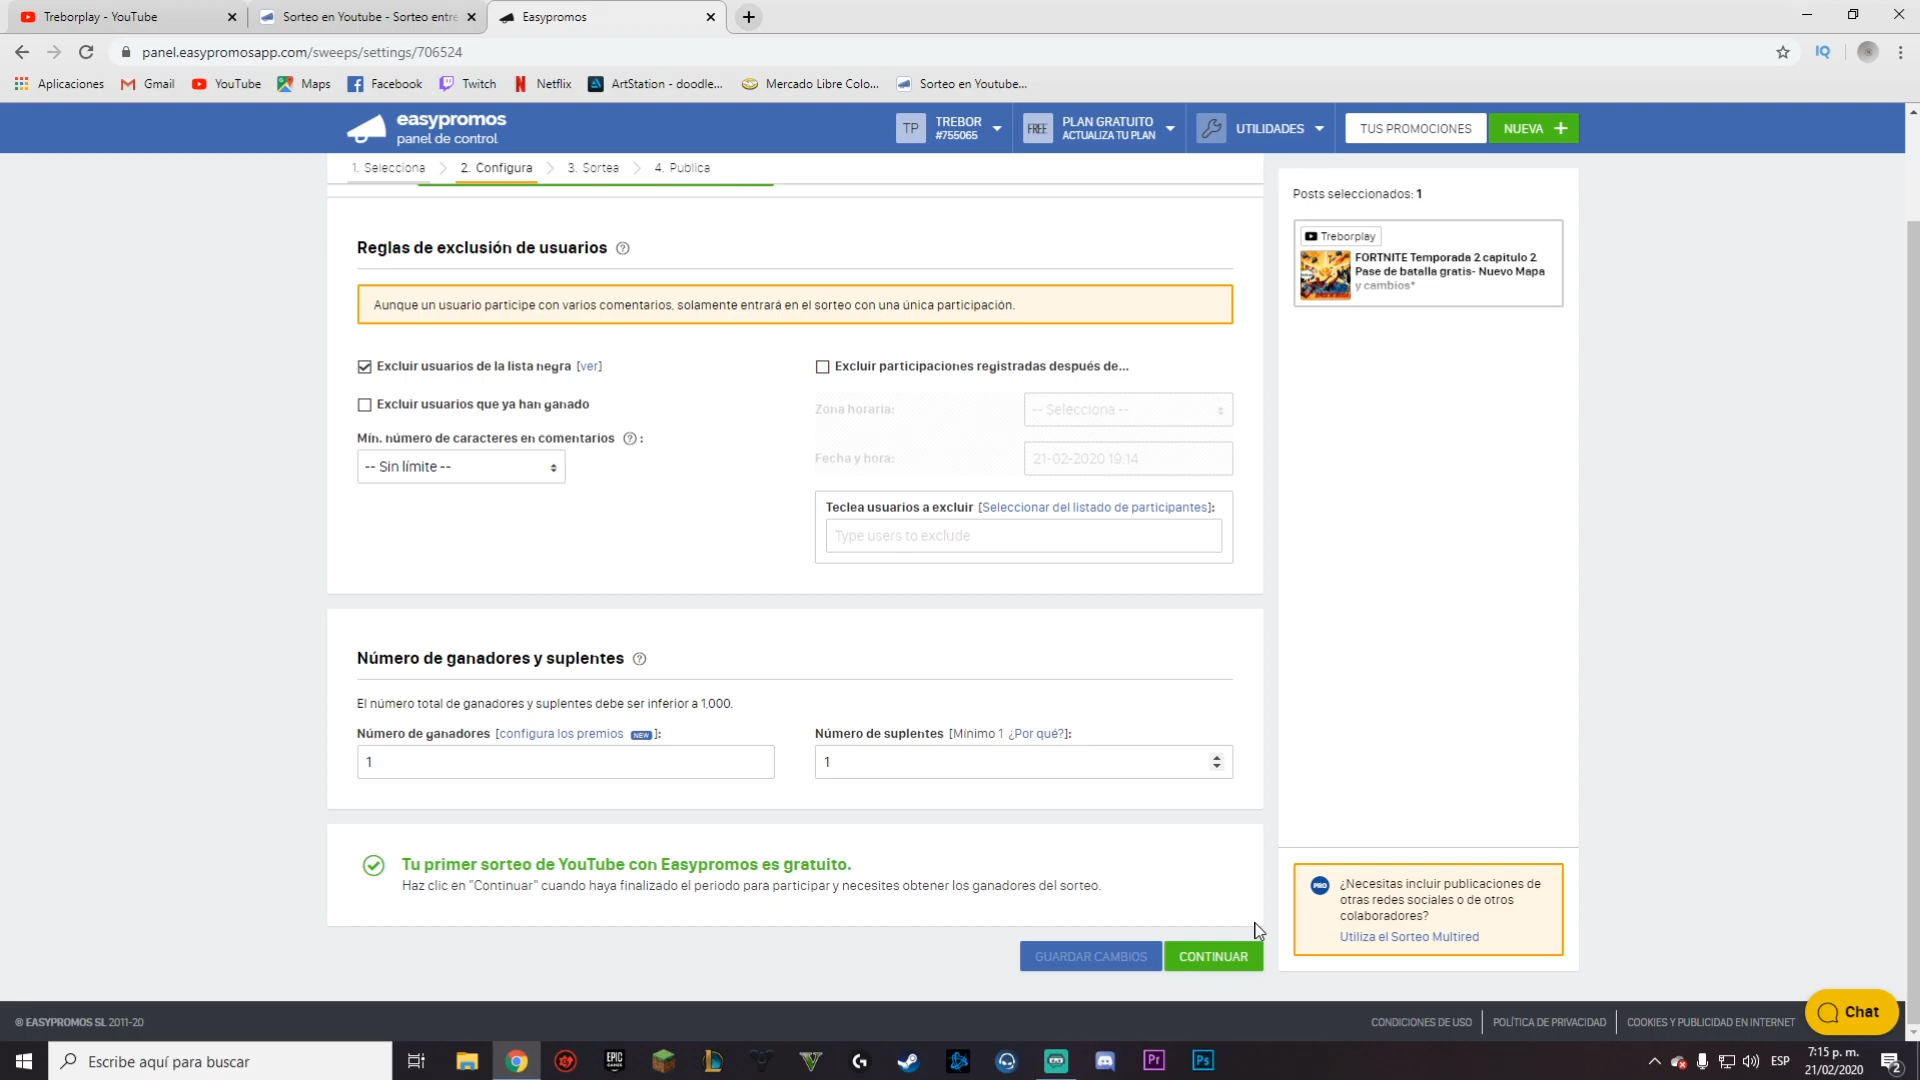 Treborplay - YouTube
Sorteo en Youtube - Sorteo entre
Easypromos
panel.easypromosapp.com/sweeps/settings/706524
IQ
Aplicaciones
Gmail
YouTube
Maps
Facebook
Twitch
Netflix
ArtStation - doodle...
Mercado Libre Colo...
Sorteo en Youtube...
easypromos
panel de control
TP
TREBOR
#755065
FREE
PLAN GRATUITO
ACTUALIZA TU PLAN
UTILIDADES
TUS PROMOCIONES
NUEVA +
1. Selecciona
2. Configura
3. Sortea
4. Publica
Reglas de exclusión de usuarios ?
Aunque un usuario participe con varios comentarios, solamente entrará en el sorteo con una única participación.
Excluir usuarios de la lista negra [ver]
Excluir usuarios que ya han ganado
Mín. número de caracteres en comentarios ? :
-- Sin límite --
Excluir participaciones registradas después de...
Zona horaria:
-- Selecciona --
Fecha y hora:
21-02-2020 19:14
Teclea usuarios a excluir [Seleccionar del listado de participantes]:
Type users to exclude
Número de ganadores y suplentes ?
El número total de ganadores y suplentes debe ser inferior a 1,000.
Número de ganadores [configura los premios NEW ]:
1
Número de suplentes [Mínimo 1 ¿Por qué?]:
1
Tu primer sorteo de YouTube con Easypromos es gratuito.
Haz clic en "Continuar" cuando haya finalizado el periodo para participar y necesites obtener los ganadores del sorteo.
GUARDAR CAMBIOS
CONTINUAR
Posts seleccionados: 1
Treborplay
FORTNITE Temporada 2 capitulo 2
Pase de batalla gratis- Nuevo Mapa
y cambios*
PRO
¿Necesitas incluir publicaciones de
otras redes sociales o de otros
colaboradores?
Utiliza el Sorteo Multired
© EASYPROMOS SL 2011-20
CONDICIONES DE USO
POLÍTICA DE PRIVACIDAD
COOKIES Y PUBLICIDAD EN INTERNET
Chat
Escribe aquí para buscar
EPIC
GAMES
Pr
Ps
ESP
7:15 p. m.
21/02/2020
2